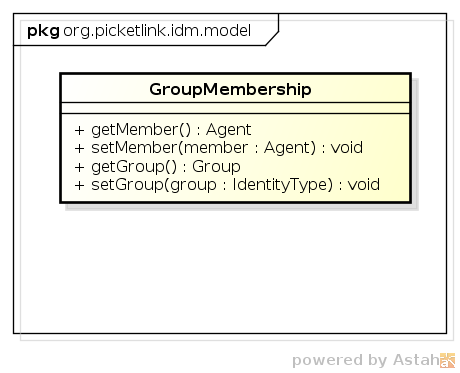 pkg org.picketlink.idm.model
GroupMembership
+ getMember() : Agent
+ setMember(member : Agent) : void
+ getGroup() : Group
+ setGroup(group : IdentityType) : void
powered by Astah